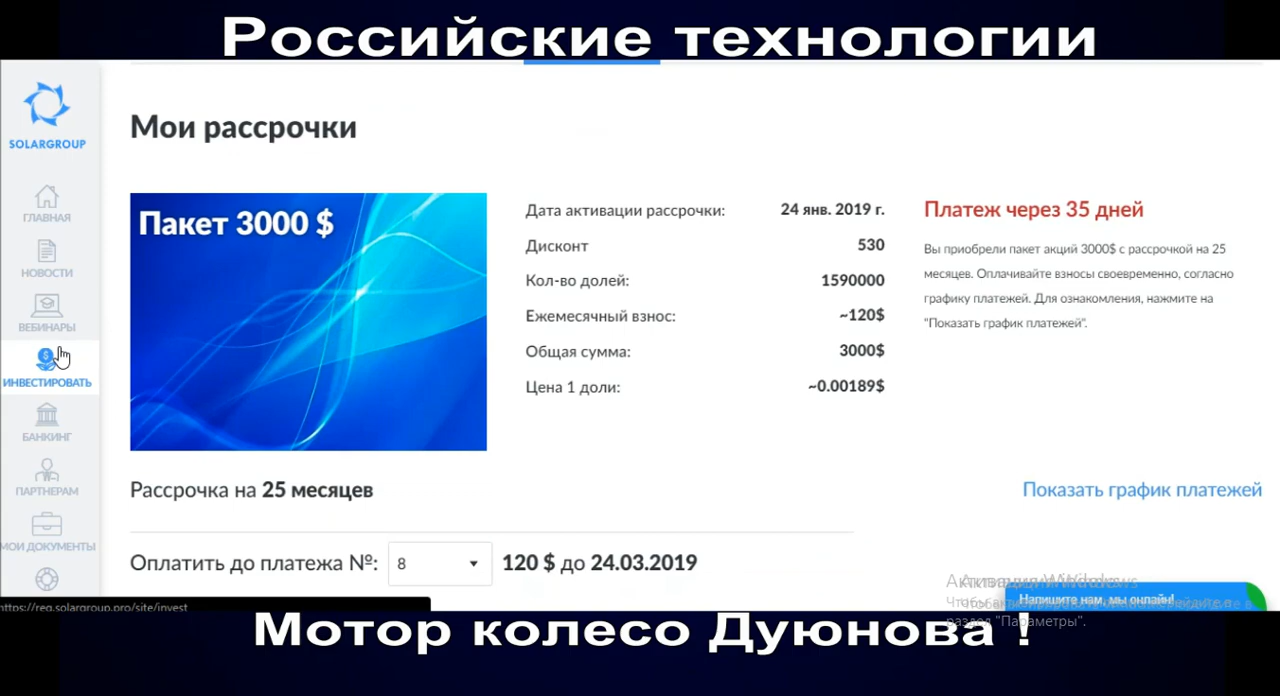 Российские технологии
SOLARGROUP
ГЛАВНАЯ
НОВОСТИ
ВЕБИНАРЫ
ИНВЕСТИРОВАТЬ
БАНКИНГ
ПАРТНЕРАМ
МОИ ДОКУМЕНТЫ
Мои рассрочки
Пакет 3000 $
Дата активации рассрочки: 24 янв. 2019 г.
Дисконт 530
Кол-во долей: 1590000
Ежемесячный взнос: ~120$
Общая сумма: 3000$
Цена 1 доли: ~0.00189$
Платеж через 35 дней
Вы приобрели пакет акций 3000$ с рассрочкой на 25
месяцев. Оплачивайте взносы своевременно, согласно
графику платежей. Для ознакомления, нажмите на
"Показать график платежей".
Рассрочка на 25 месяцев
Показать график платежей
Оплатить до платежа №: 8 120 $ до 24.03.2019
Напишите нам, мы онлайн!
раздел "Параметры".
https://reg.solargroup.pro/site/invest
Мотор колесо Дуюнова !